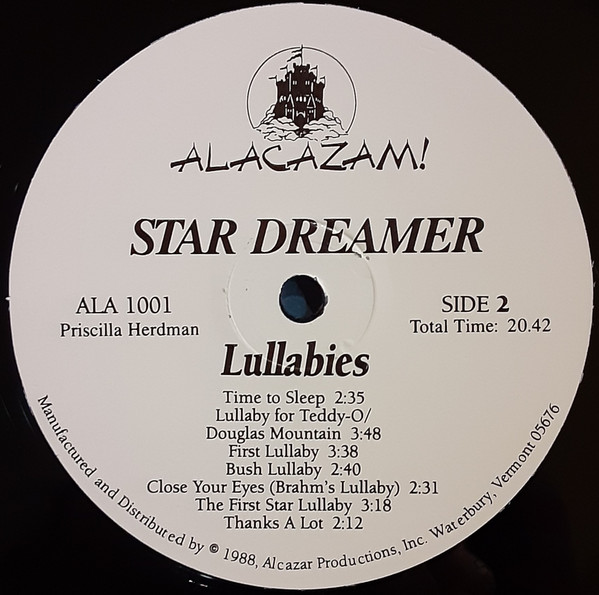 ALACAZAM!
STAR DREAMER
ALA 1001
Priscilla Herdman
SIDE 2
Total Time: 20.42
Lullabies
Time to Sleep 2:35
Lullaby for Teddy-O/
Douglas Mountain 3:48
First Lullaby 3:38
Bush Lullaby 2:40
Close Your Eyes (Brahm's Lullaby) 2:31
The First Star Lullaby 3:18
Thanks A Lot 2:12
Manufactured and Distributed by © 1988, Alcazar Productions, Inc. Waterbury, Vermont 05676